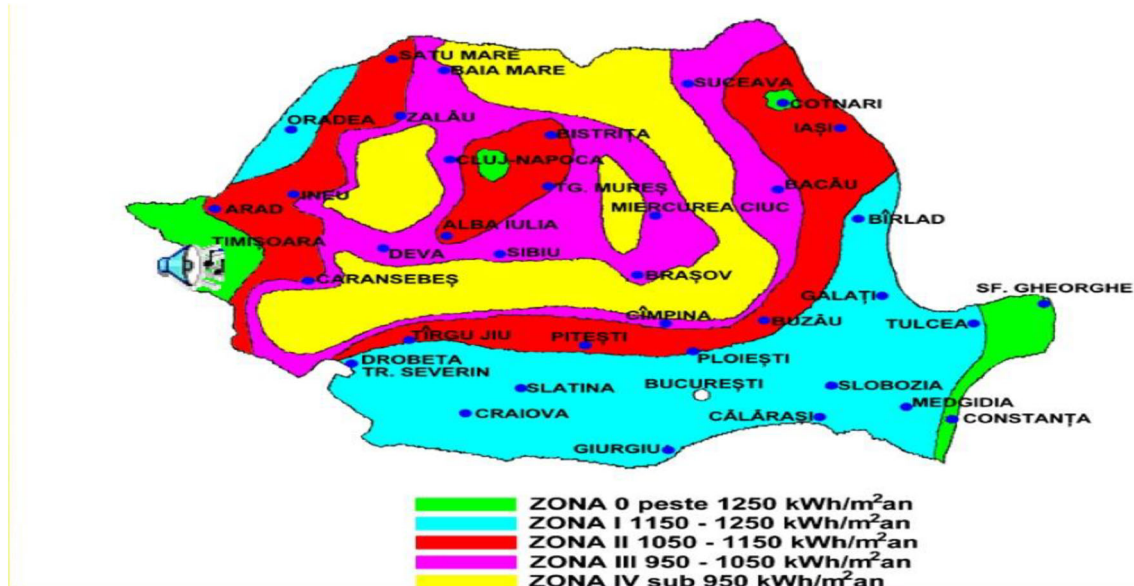 SATU MARE
BAIA MARE
SUCEAVA
COTNARI
ORADEA
ZALĂU
IAȘI
BISTRIȚA
CLUJ-NAPOCA
TG. MUREȘ
BACĂU
INEU
MIERCUREA CIUC
ARAD
BÎRLAD
ALBA IULIA
TIMIȘOARA
DEVA
SIBIU
CARANSEBEȘ
BRAȘOV
SF. GHEORGHE
GALAȚI
CÎMPINA
BUZĂU
TULCEA
TÎRGU JIU
PITEȘTI
PLOIEȘTI
DROBETA
TR. SEVERIN
SLATINA
BUCUREȘTI
SLOBOZIA
MEDGIDIA
CRAIOVA
CĂLĂRAȘI
CONSTANȚA
GIURGIU
ZONA 0 peste 1250 kWh/m²an
ZONA I 1150 - 1250 kWh/m²an
ZONA II 1050 - 1150 kWh/m²an
ZONA III 950 - 1050 kWh/m²an
ZONA IV sub 950 kWh/m²an